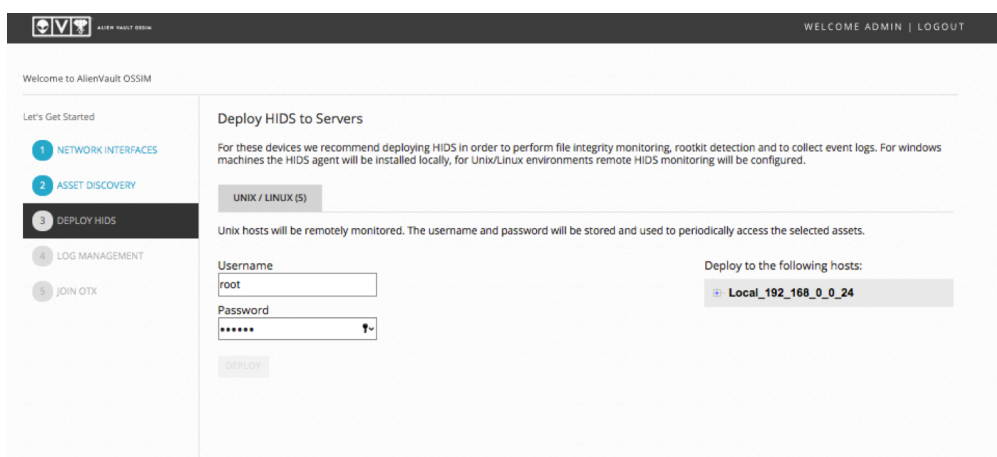 AV
ALIEN VAULT OSSIM
WELCOME ADMIN | LOGOUT
Welcome to AlienVault OSSIM
Let's Get Started
1 NETWORK INTERFACES
2 ASSET DISCOVERY
3 DEPLOY HIDS
4 LOG MANAGEMENT
5 JOIN OTX
Deploy HIDS to Servers
For these devices we recommend deploying HIDS in order to perform file integrity monitoring, rootkit detection and to collect event logs. For windows
machines the HIDS agent will be installed locally, for Unix/Linux environments remote HIDS monitoring will be configured.
UNIX / LINUX (5)
Unix hosts will be remotely monitored. The username and password will be stored and used to periodically access the selected assets.
Username
root
Password
••••••
DEPLOY
Deploy to the following hosts:
Local_192_168_0_0_24